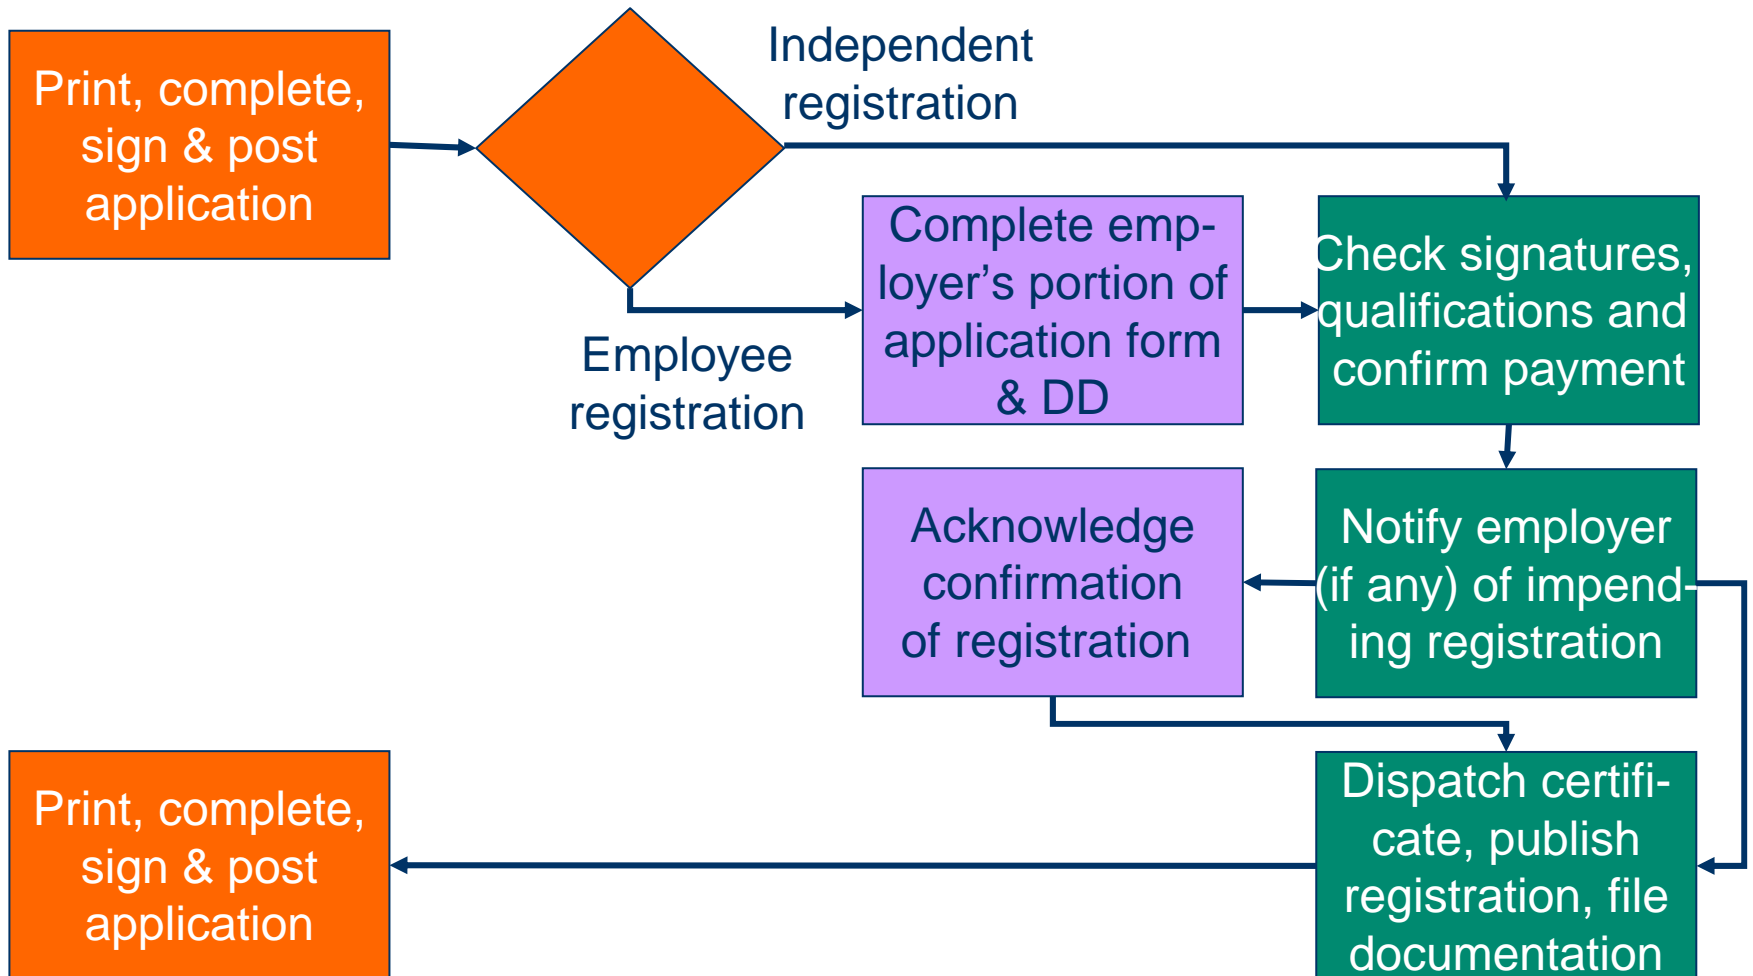 Print, complete,
sign & post
application
Independent
registration
Employee
registration
Complete emp-
loyer’s portion of
application form
& DD
Check signatures,
qualifications and
confirm payment
Acknowledge
confirmation
of registration
Notify employer
(if any) of impend-
ing registration
Print, complete,
sign & post
application
Dispatch certifi-
cate, publish
registration, file
documentation